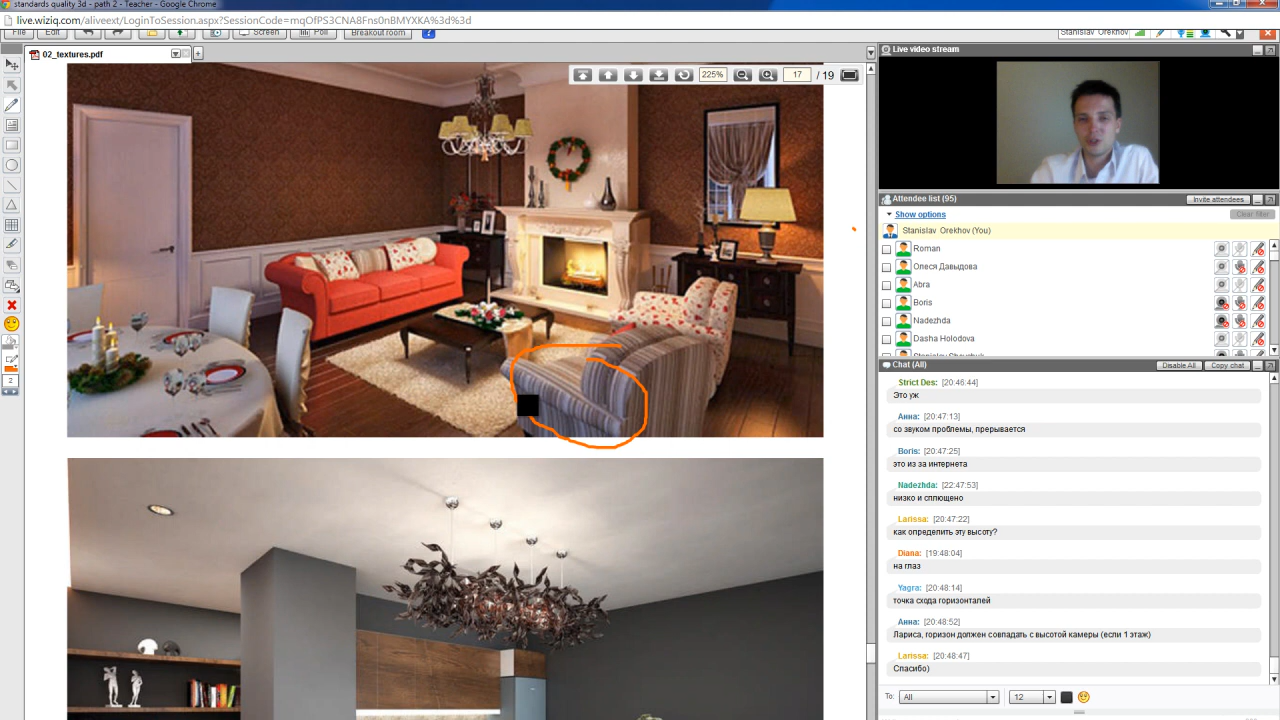 standards quality 3d - path 2 - Teacher - Google Chrome
live.wiziq.com/aliveext/LoginToSession.aspx?SessionCode=mqOfPS3CNA8Fns0nBMYXKA%3d%3d
File Edit Screen Poll Breakout room ? Stanislav Orekhov
02_textures.pdf
225% 17 / 19
2
Live video stream
Attendee list (95) Invite attendees
Show options Clear filter
Stanislav Orekhov (You)
Roman
Олеся Давыдова
Abra
Boris
Nadezhda
Dasha Holodova
Chat (All) Disable All Copy chat
Strict Des: [20:46:44]
Это уж
Анна: [20:47:13]
со звуком проблемы, прерывается
Boris: [20:47:25]
это из за интернета
Nadezhda: [22:47:53]
низко и сплющено
Larissa: [20:47:22]
как определить эту высоту?
Diana: [19:48:04]
на глаз
Yagra: [20:48:14]
точка схода горизонталей
Анна: [20:48:52]
Лариса, горизон должен совпадать с высотой камеры (если 1 этаж)
Larissa: [20:48:47]
Спасибо)
To: All 12